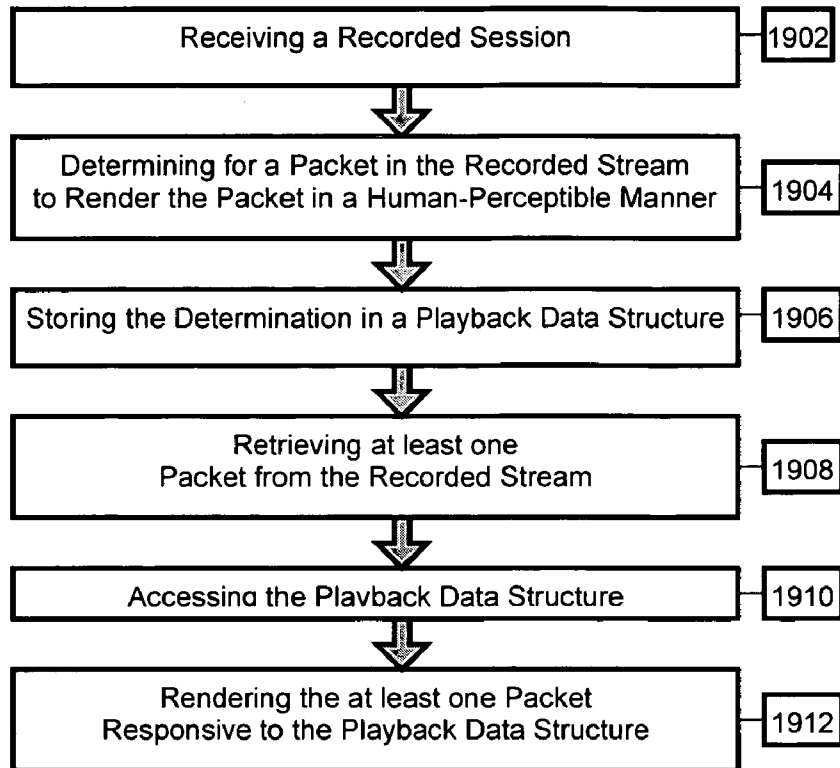 Receiving a Recorded Session
1902
Determining for a Packet in the Recorded Stream
to Render the Packet in a Human-Perceptible Manner
1904
Storing the Determination in a Playback Data Structure
1906
Retrieving at least one
Packet from the Recorded Stream
1908
Accessing the Playback Data Structure
1910
Rendering the at least one Packet
Responsive to the Playback Data Structure
1912